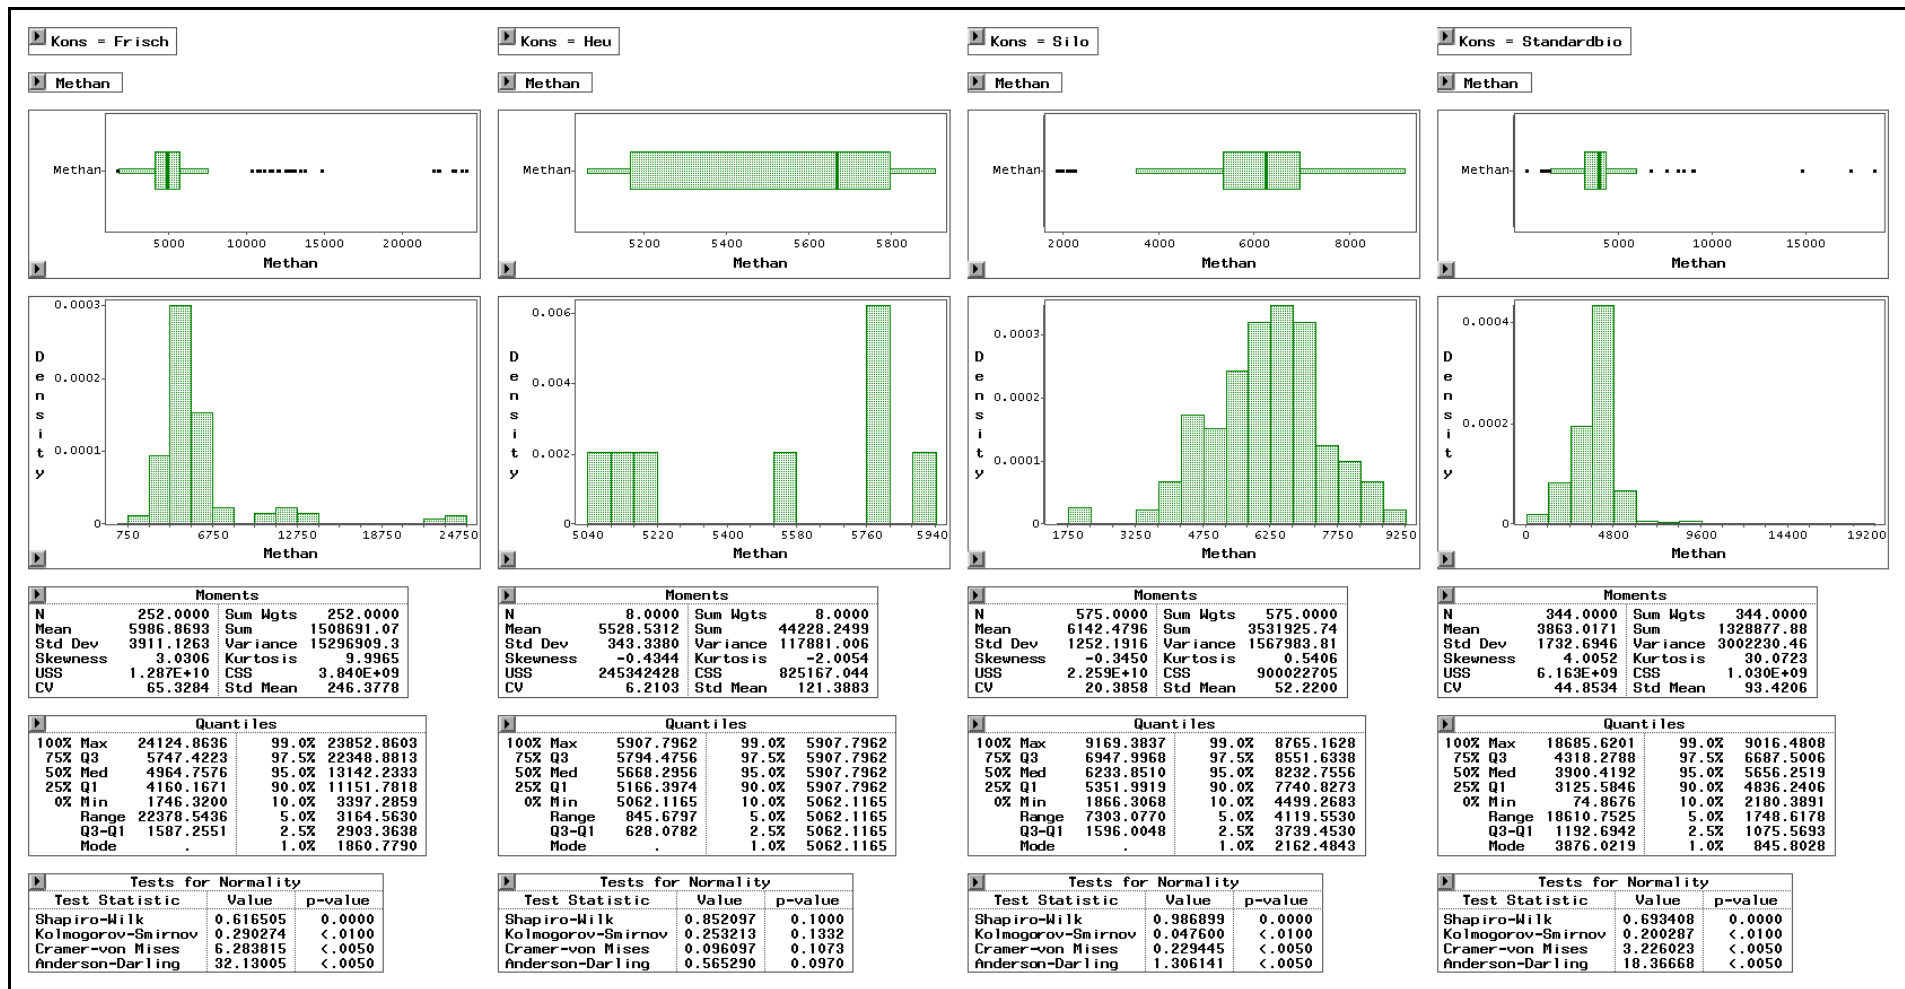 Kons = Frisch
Methan
Methan
5000 10000 15000 20000
Methan
0.0003
0.0002
0.0001
0
Density
750 6750 12750 18750 24750
Methan
Moments
N 252.0000 Sum Wgts 252.0000
Mean 5986.8693 Sum 1508691.07
Std Dev 3911.1263 Variance 15296909.3
Skewness 3.0306 Kurtosis 9.9965
USS 1.287E+10 CSS 3.840E+09
CV 65.3284 Std Mean 246.3778
Quantiles
100% Max 24124.8636 99.0% 23852.8603
75% Q3 5747.4223 97.5% 22348.8813
50% Med 4964.7576 95.0% 13142.2333
25% Q1 4160.1671 90.0% 11151.7818
0% Min 1746.3200 10.0% 3397.2859
Range 22378.5436 5.0% 3164.5630
Q3-Q1 1587.2551 2.5% 2903.3638
Mode . 1.0% 1860.7790
Tests for Normality
Test Statistic Value p-value
Shapiro-Wilk 0.616505 0.0000
Kolmogorov-Smirnov 0.290274 <.0100
Cramer-von Mises 6.283815 <.0050
Anderson-Darling 32.13005 <.0050
Kons = Heu
Methan
Methan
5200 5400 5600 5800
Methan
0.006
0.004
0.002
0
Density
5040 5220 5400 5580 5760 5940
Methan
Moments
N 8.0000 Sum Wgts 8.0000
Mean 5528.5312 Sum 44228.2499
Std Dev 343.3380 Variance 117881.006
Skewness -0.4344 Kurtosis -2.0054
USS 245342428 CSS 825167.044
CV 6.2103 Std Mean 121.3883
Quantiles
100% Max 5907.7962 99.0% 5907.7962
75% Q3 5794.4756 97.5% 5907.7962
50% Med 5668.2956 95.0% 5907.7962
25% Q1 5166.3974 90.0% 5907.7962
0% Min 5062.1165 10.0% 5062.1165
Range 845.6797 5.0% 5062.1165
Q3-Q1 628.0782 2.5% 5062.1165
Mode . 1.0% 5062.1165
Tests for Normality
Test Statistic Value p-value
Shapiro-Wilk 0.852097 0.1000
Kolmogorov-Smirnov 0.253213 0.1332
Cramer-von Mises 0.096097 0.1073
Anderson-Darling 0.565290 0.0970
Kons = Silo
Methan
Methan
2000 4000 6000 8000
Methan
0.0003
0.0002
0.0001
0
Density
1750 3250 4750 6250 7750 9250
Methan
Moments
N 575.0000 Sum Wgts 575.0000
Mean 6142.4796 Sum 3531925.74
Std Dev 1252.1916 Variance 1567983.81
Skewness -0.3450 Kurtosis 0.5406
USS 2.259E+10 CSS 900022705
CV 20.3858 Std Mean 52.2200
Quantiles
100% Max 9169.3837 99.0% 8765.1628
75% Q3 6947.9968 97.5% 8551.6338
50% Med 6233.8510 95.0% 8232.7556
25% Q1 5351.9919 90.0% 7740.8273
0% Min 1866.3068 10.0% 4499.2683
Range 7303.0770 5.0% 4119.5530
Q3-Q1 1596.0048 2.5% 3739.4530
Mode . 1.0% 2162.4843
Tests for Normality
Test Statistic Value p-value
Shapiro-Wilk 0.986899 0.0000
Kolmogorov-Smirnov 0.047600 <.0100
Cramer-von Mises 0.229445 <.0050
Anderson-Darling 1.306141 <.0050
Kons = Standardbio
Methan
Methan
5000 10000 15000
Methan
0.0004
0.0002
0
Density
0 4800 9600 14400 19200
Methan
Moments
N 344.0000 Sum Wgts 344.0000
Mean 3863.0171 Sum 1328877.88
Std Dev 1732.6946 Variance 3002230.46
Skewness 4.0052 Kurtosis 30.0723
USS 6.163E+09 CSS 1.030E+09
CV 44.8534 Std Mean 93.4206
Quantiles
100% Max 18685.6201 99.0% 9016.4808
75% Q3 4318.2788 97.5% 6687.5006
50% Med 3900.4192 95.0% 5656.2519
25% Q1 3125.5846 90.0% 4836.2406
0% Min 74.8676 10.0% 2180.3891
Range 18610.7525 5.0% 1748.6178
Q3-Q1 1192.6942 2.5% 1075.5693
Mode 3876.0219 1.0% 845.8028
Tests for Normality
Test Statistic Value p-value
Shapiro-Wilk 0.693408 0.0000
Kolmogorov-Smirnov 0.200287 <.0100
Cramer-von Mises 3.226023 <.0050
Anderson-Darling 18.36668 <.0050